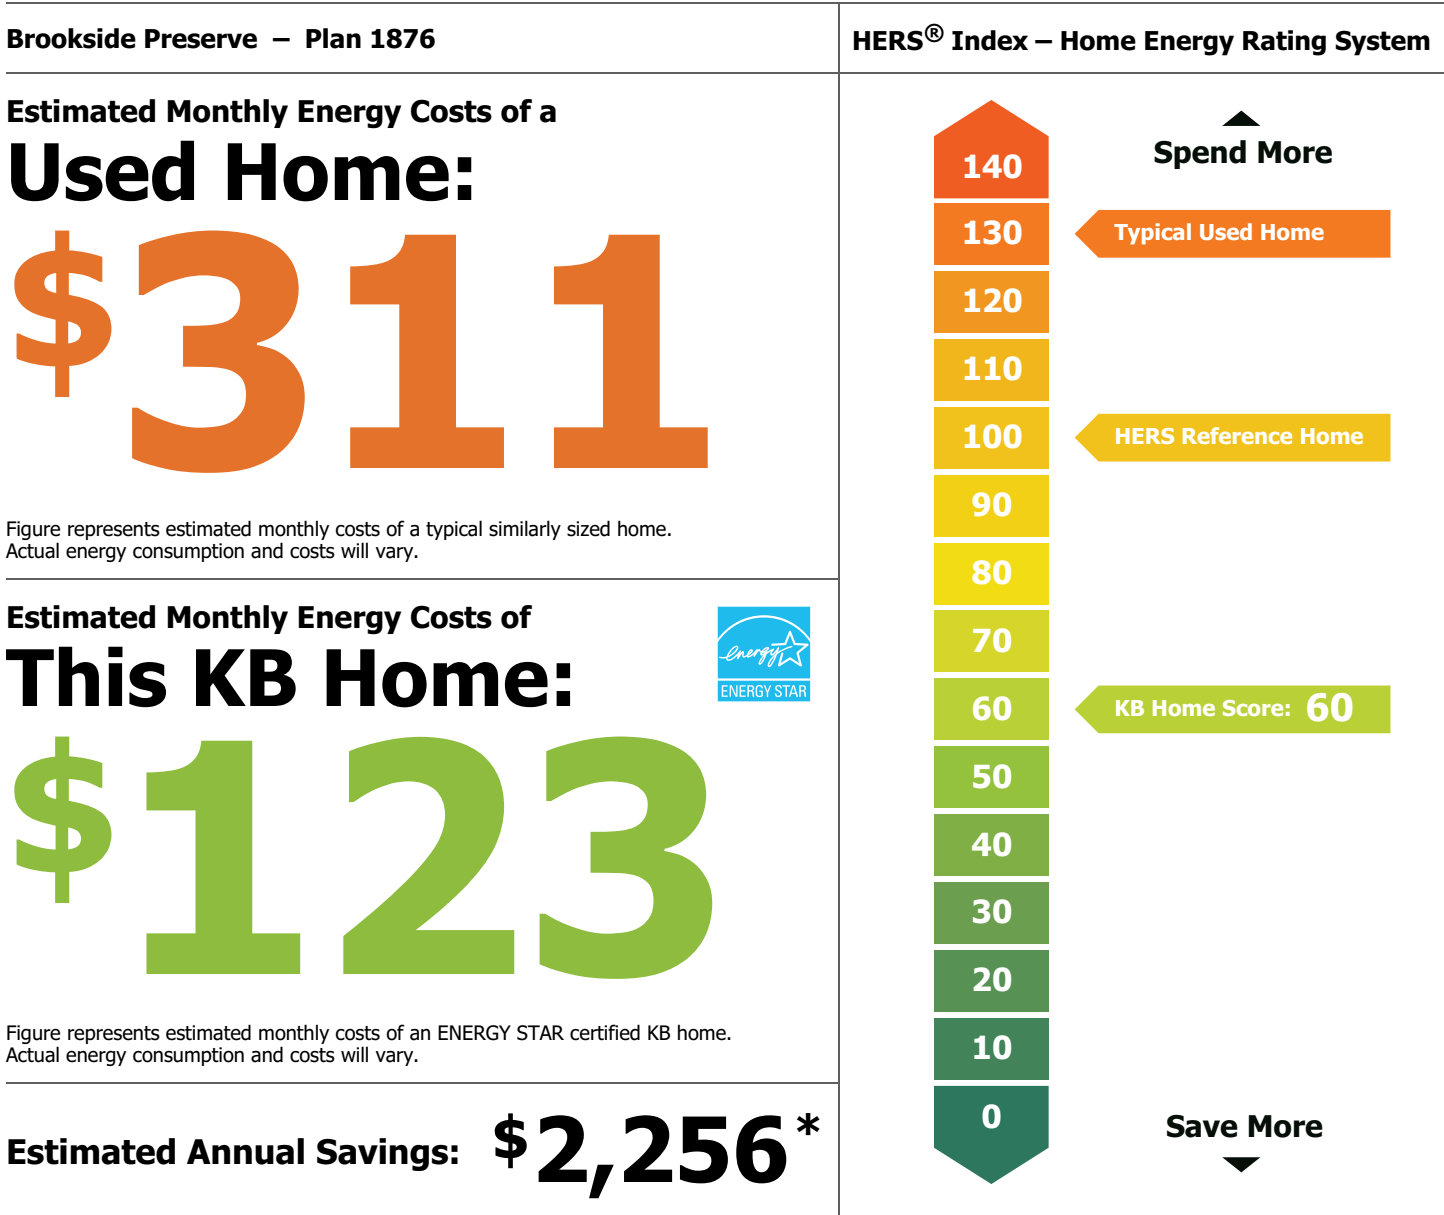 Brookside Preserve – Plan 1876
Estimated Monthly Energy Costs of a
Used Home:
$311
Figure represents estimated monthly costs of a typical similarly sized home.
Actual energy consumption and costs will vary.
Estimated Monthly Energy Costs of
This KB Home:
energy
ENERGY STAR
$123
Figure represents estimated monthly costs of an ENERGY STAR certified KB home.
Actual energy consumption and costs will vary.
Estimated Annual Savings: $2,256*
HERS® Index – Home Energy Rating System
Spend More
140
130 Typical Used Home
120
110
100 HERS Reference Home
90
80
70
60 KB Home Score: 60
50
40
30
20
10
0
Save More